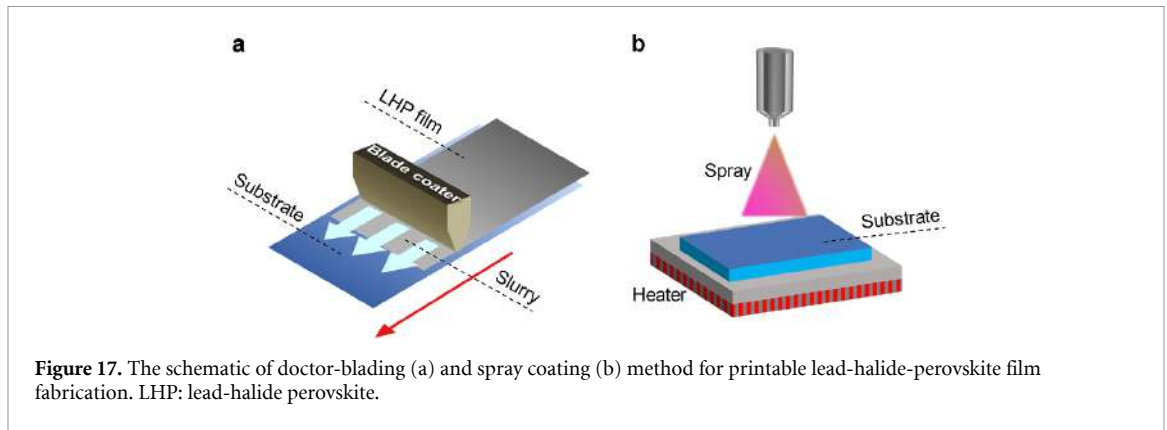 a
LHP film
Blade coater
Substrate
Slurry
b
Spray
Substrate
Heater
Figure 17. The schematic of doctor-blading (a) and spray coating (b) method for printable lead-halide-perovskite film
fabrication. LHP: lead-halide perovskite.